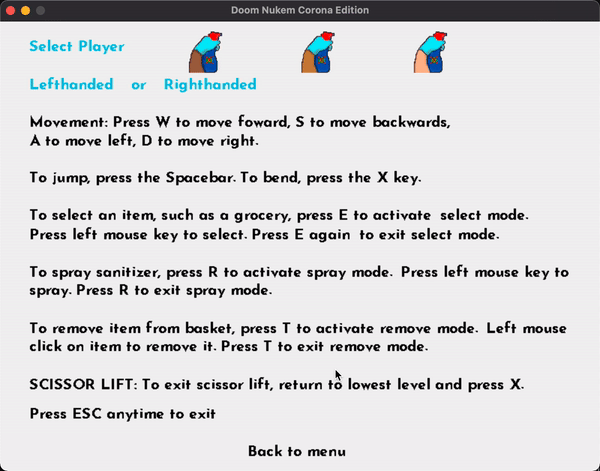 Doom Nukem Corona Edition
Select Player
Lefthanded or Righthanded
Movement: Press W to move foward, S to move backwards,
A to move left, D to move right.
To jump, press the Spacebar. To bend, press the X key.
To select an item, such as a grocery, press E to activate select mode.
Press left mouse key to select. Press E again to exit select mode.
To spray sanitizer, press R to activate spray mode. Press left mouse key to
spray. Press R to exit spray mode.
To remove item from basket, press T to activate remove mode. Left mouse
click on item to remove it. Press T to exit remove mode.
SCISSOR LIFT: To exit scissor lift, return to lowest level and press X.
Press ESC anytime to exit
Back to menu